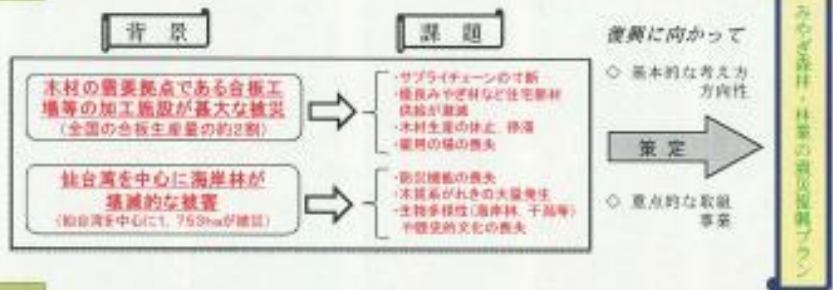 背景
課題
木材の需要拠点である合板工
場等の加工施設が甚大な被災
（全国の合板生産量の約2割）
・サプライチェーンの寸断
・優良みやぎ材など住宅部材
供給が激減
・木材生産の休止、停滞
・雇用の場の喪失
仙台湾を中心に海岸林が
壊滅的な被害
（仙台湾を中心に1,753haが被災）
・防災機能の喪失
・木質系がれきの大量発生
・生物多様性（海岸林、干潟等）
や歴史的文化の喪失
復興に向かって
◇ 基本的な考え方
方向性
策定
◇ 重点的な取組
事業
みやぎ森林・林業の震災復興プラン